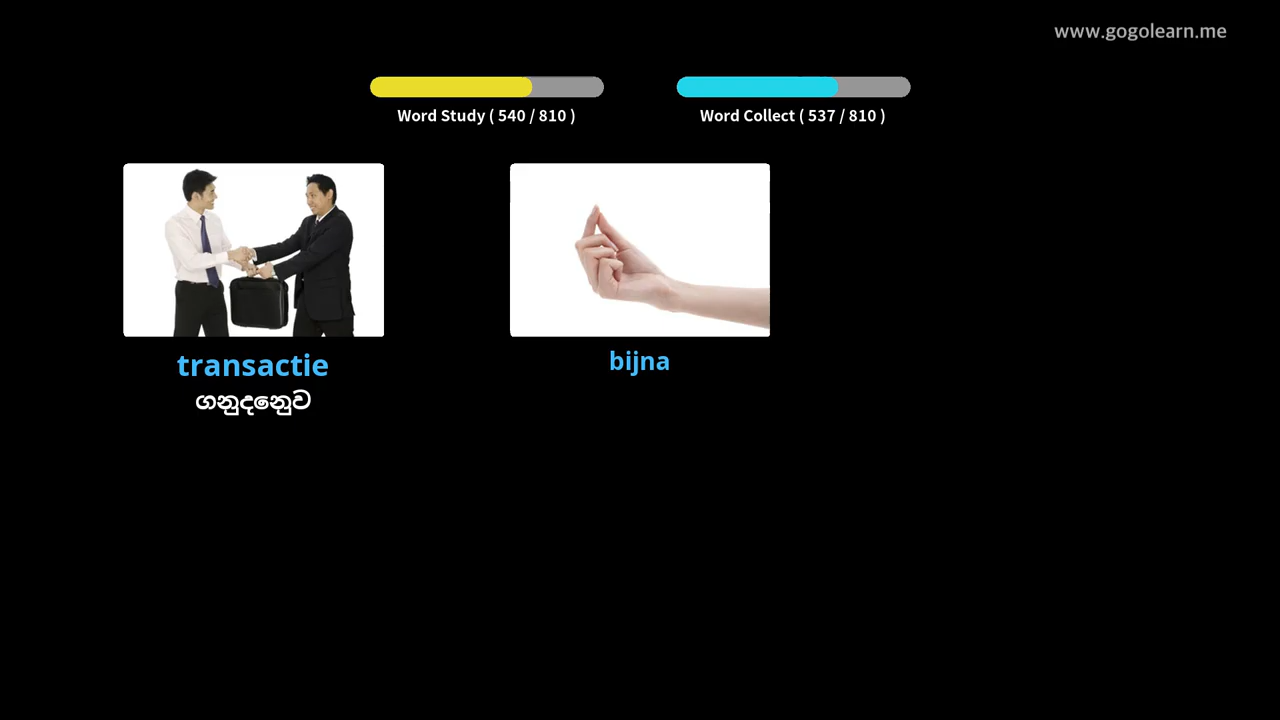 www.gogolearn.me
Word Study ( 540 / 810 )
Word Collect ( 537 / 810 )
transactie
ගනුදෙනුව
bijna